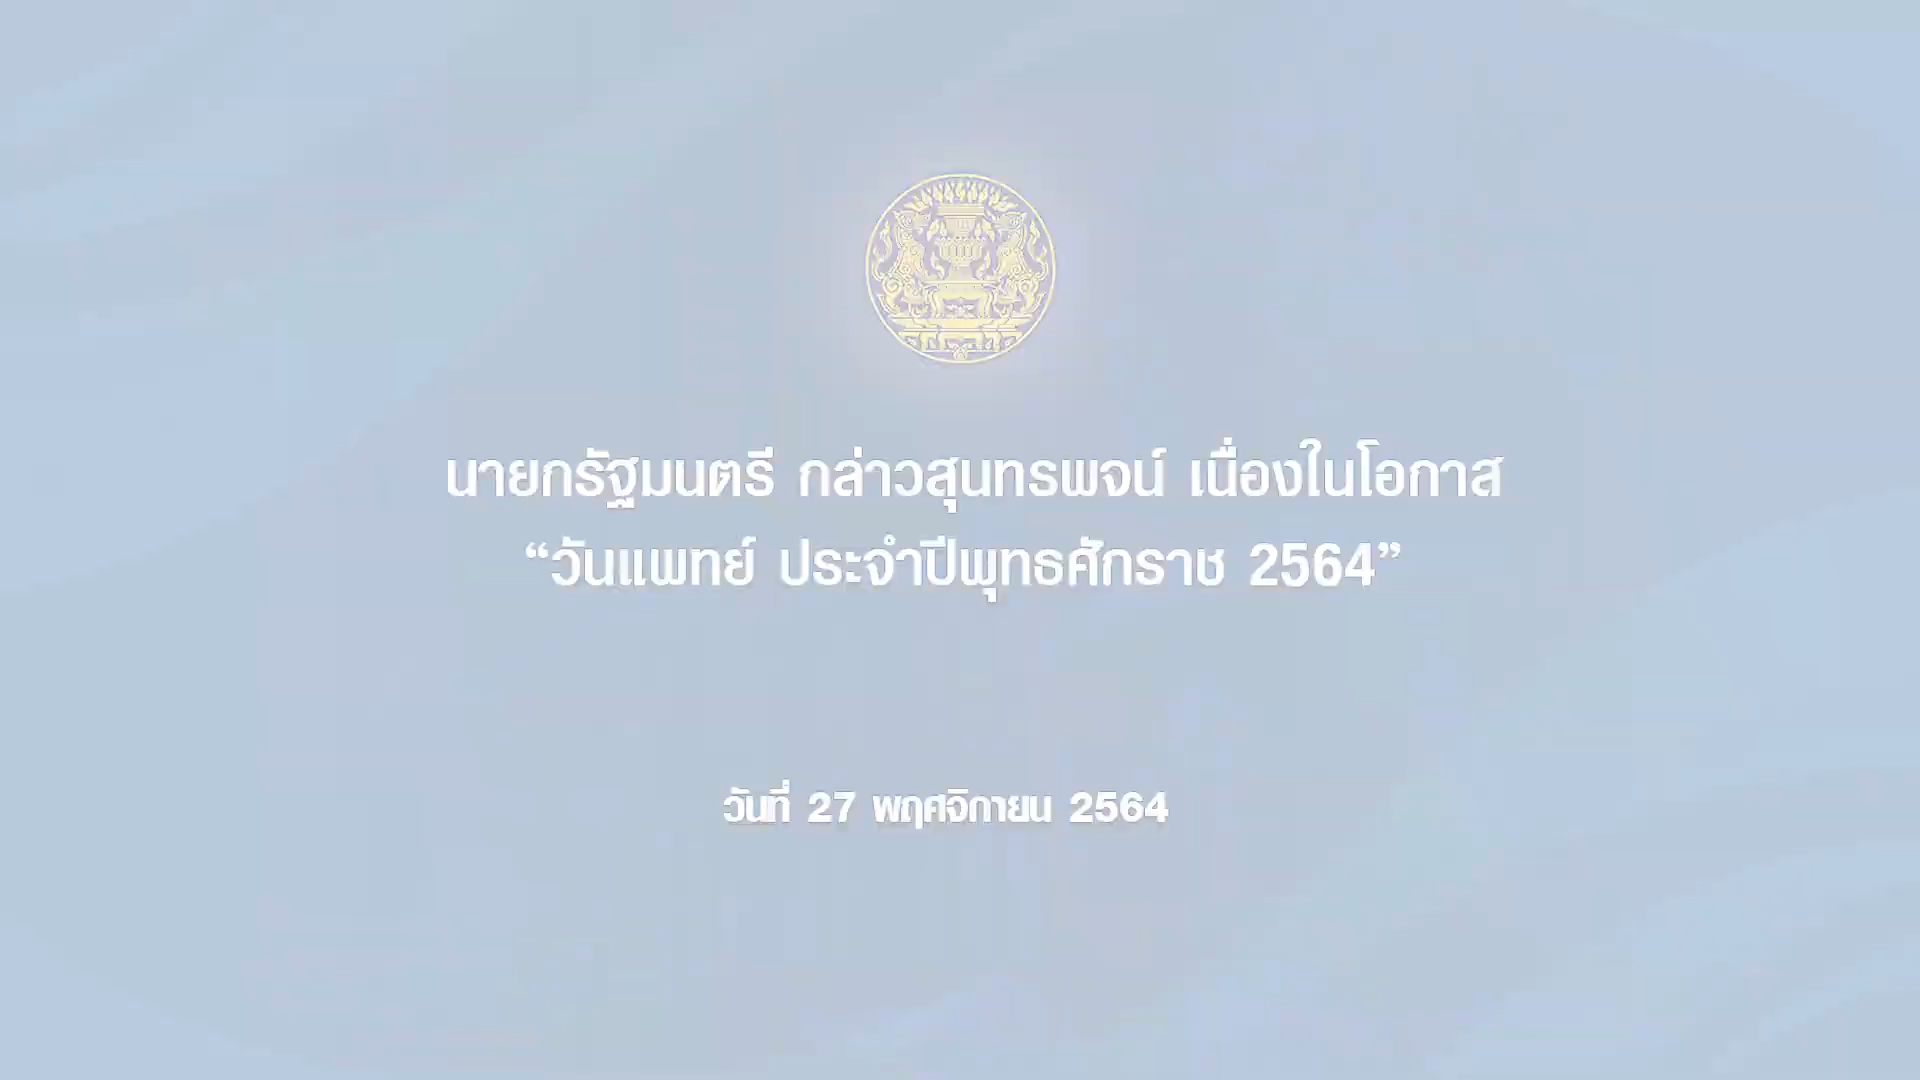 นายกรัฐมนตรี กล่าวสุนทรพจน์ เนื่องในโอกาส
“วันแพทย์ ประจำปีพุทธศักราช 2564”
วันที่ 27 พฤศจิกายน 2564